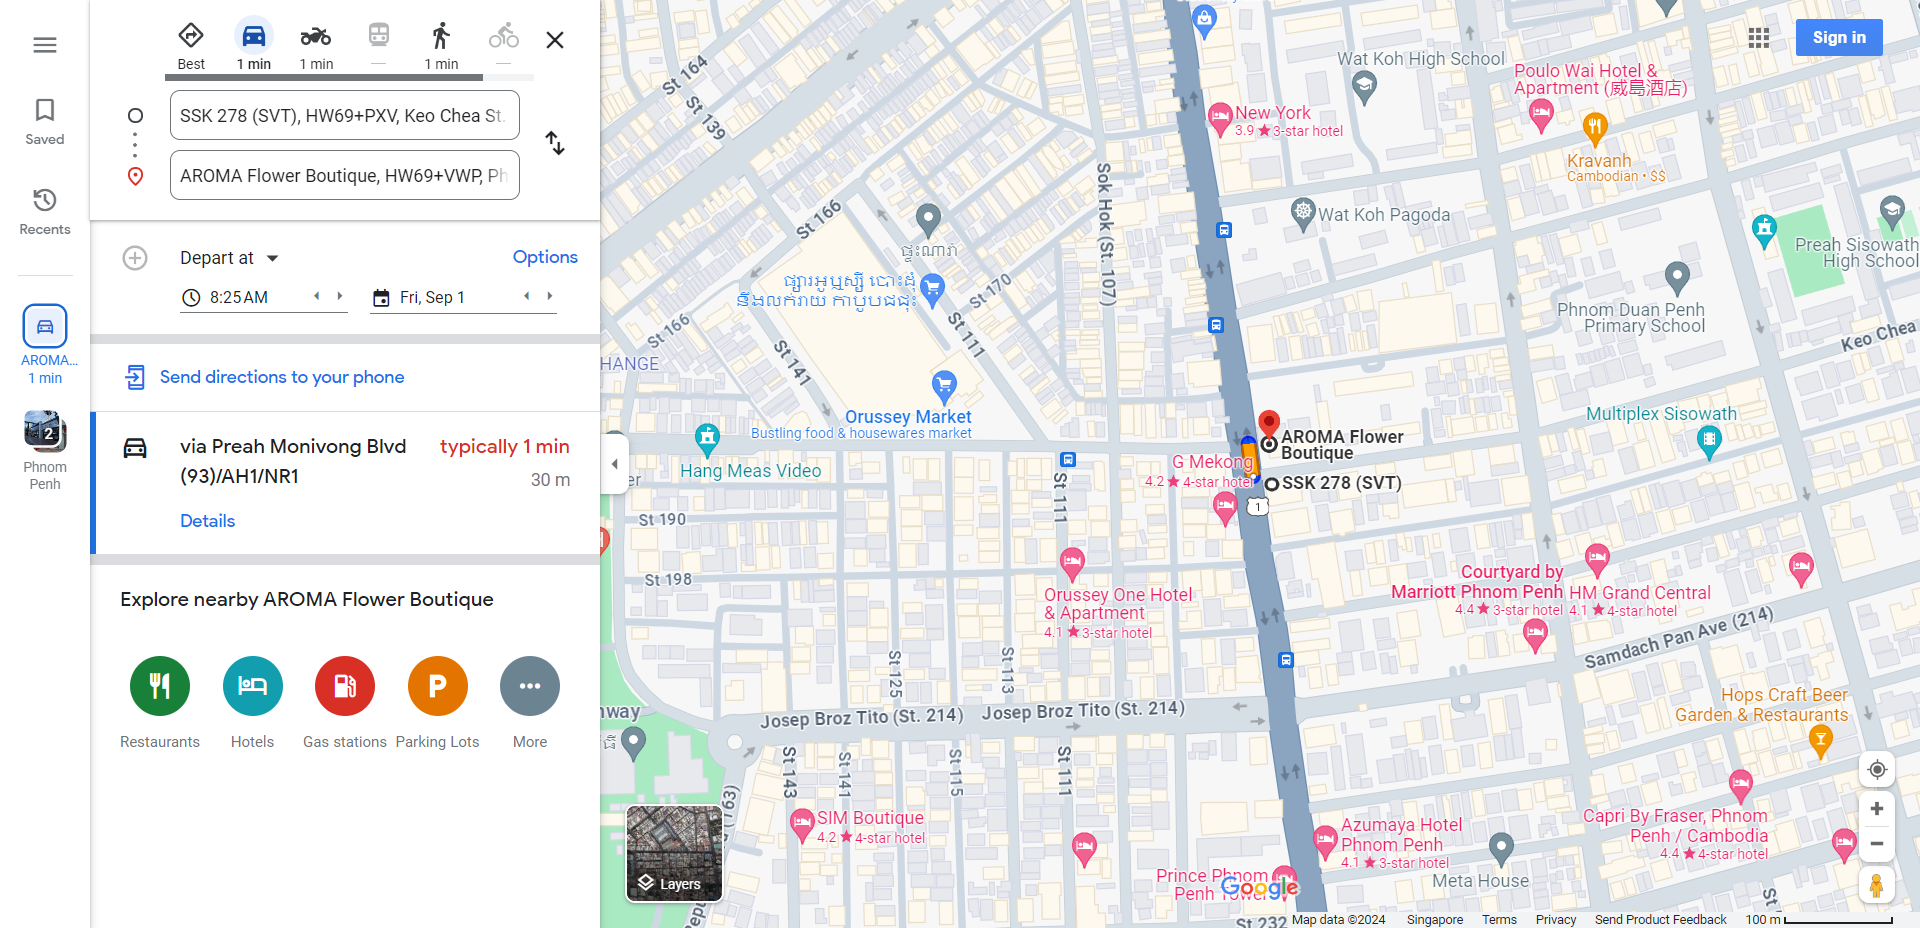 Saved
Recents
AROMA...
1 min
2
Phnom
Penh
Best
1 min
1 min
—
1 min
—
SSK 278 (SVT), HW69+PXV, Keo Chea St.
AROMA Flower Boutique, HW69+VWP, Ph
Depart at
Options
8:25 AM
Fri, Sep 1
Send directions to your phone
via Preah Monivong Blvd
(93)/AH1/NR1
typically 1 min
30 m
Details
Explore nearby AROMA Flower Boutique
Restaurants
Hotels
Gas stations
P
Parking Lots
More
Sign in
St 164
St 139
St 166
St 166
St 170
St 111
St 141
Sok Hok (St. 107)
New York
3.9 ★ 3-star hotel
Wat Koh High School
Poulo Wai Hotel &
Apartment (威島酒店)
Kravanh
Cambodian • $$
Wat Koh Pagoda
Preah Sisowath
High School
Phnom Duan Penh
Primary School
Keo Chea
ផ្ទះណារ៉ា
HANGE
Orussey Market
Bustling food & housewares market
Hang Meas Video
er
Multiplex Sisowath
AROMA Flower
Boutique
SSK 278 (SVT)
G Mekong
4.2 ★ 4-star hotel
1
St 190
St 111
St 198
Orussey One Hotel
& Apartment
4.1 ★ 3-star hotel
Courtyard by
Marriott Phnom Penh
4.4 ★ 3-star hotel
HM Grand Central
4.1 ★ 4-star hotel
Samdach Pan Ave (214)
St 125
St 113
Hops Craft Beer
Garden & Restaurants
nway
Josep Broz Tito (St. 214)
Josep Broz Tito (St. 214)
St 143
St 141
St 115
St 111
(163)
SIM Boutique
4.2 ★ 4-star hotel
Azumaya Hotel
Phnom Penh
4.1 ★ 3-star hotel
Capri By Fraser, Phnom
Penh / Cambodia
4.4 ★ 4-star hotel
Meta House
Prince Phnom
Penh Tower
Google
St 232
St
Layers
Map data ©2024
Singapore
Terms
Privacy
Send Product Feedback
100 m